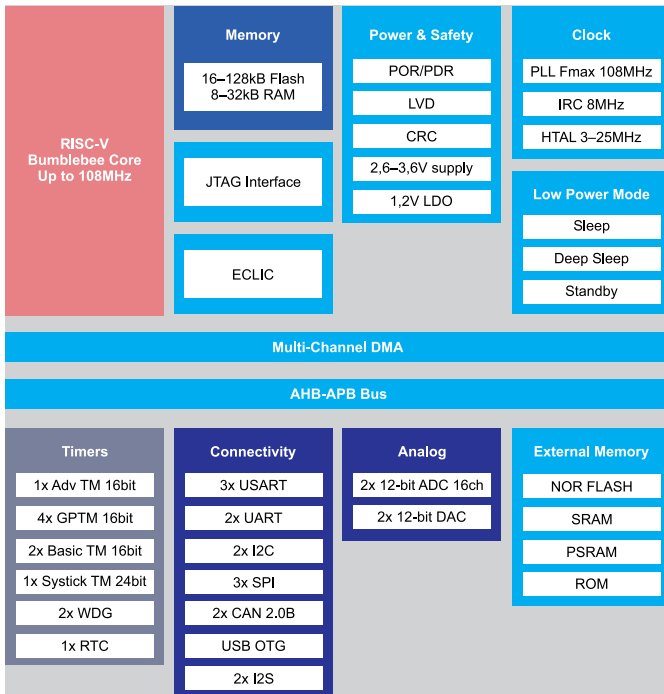 RISC-V
Bumblebee Core
Up to 108MHz
Memory
16–128kB Flash
8–32kB RAM
JTAG Interface
ECLIC
Power & Safety
POR/PDR
LVD
CRC
2,6–3,6V supply
1,2V LDO
Clock
PLL Fmax 108MHz
IRC 8MHz
HTAL 3–25MHz
Low Power Mode
Sleep
Deep Sleep
Standby
Multi-Channel DMA
AHB-APB Bus
Timers
1x Adv TM 16bit
4x GPTM 16bit
2x Basic TM 16bit
1x Systick TM 24bit
2x WDG
1x RTC
Connectivity
3x USART
2x UART
2x I2C
3x SPI
2x CAN 2.0B
USB OTG
2x I2S
Analog
2x 12-bit ADC 16ch
2x 12-bit DAC
External Memory
NOR FLASH
SRAM
PSRAM
ROM